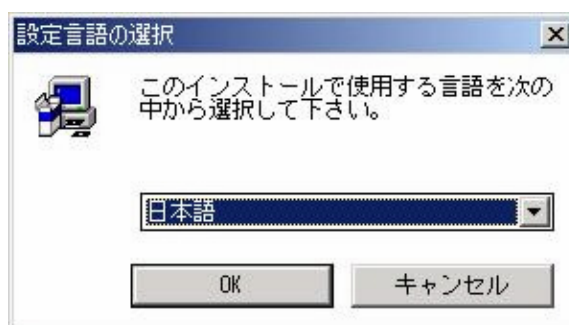 設定言語の選択
このインストールで使用する言語を次の
中から選択して下さい。
日本語
OK
キャンセル